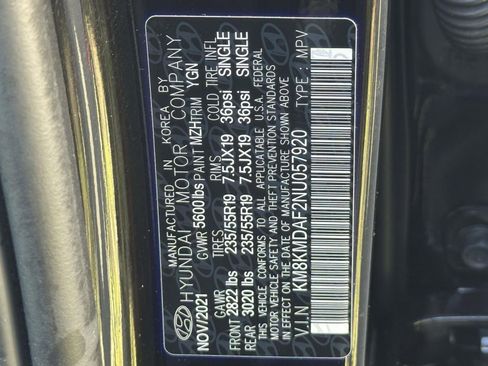 MANUFACTURED IN KOREA BY
HYUNDAI MOTOR COMPANY
NOV/2021 GVWR 5600lbs PAINT MZH TRIM YGN
GAWR TIRES RIMS COLD TIRE INFL
FRONT 2822 lbs 235/55R19 7.5JX19 36psi SINGLE
REAR 3020 lbs 235/55R19 7.5JX19 36psi SINGLE
THIS VEHICLE CONFORMS TO ALL APPLICABLE U.S.A. FEDERAL
MOTOR VEHICLE SAFETY AND THEFT PREVENTION STANDARDS
IN EFFECT ON THE DATE OF MANUFACTURE SHOWN ABOVE.
V.I.N : KM8KMDAF2NU057920 TYPE : MPV